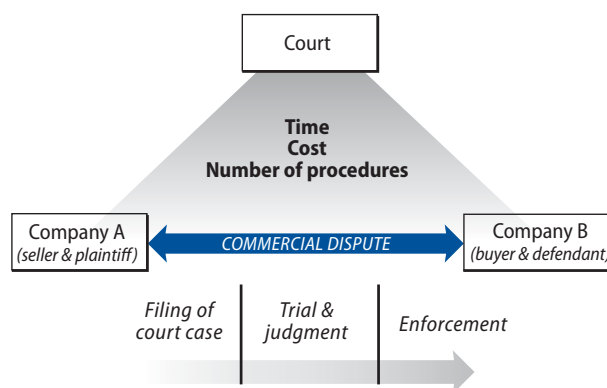 Court
Time
Cost
Number of procedures
Company A
(seller & plaintiff)
COMMERCIAL DISPUTE
Company B
(buyer & defendant)
Filing of
court case
Trial &
judgment
Enforcement